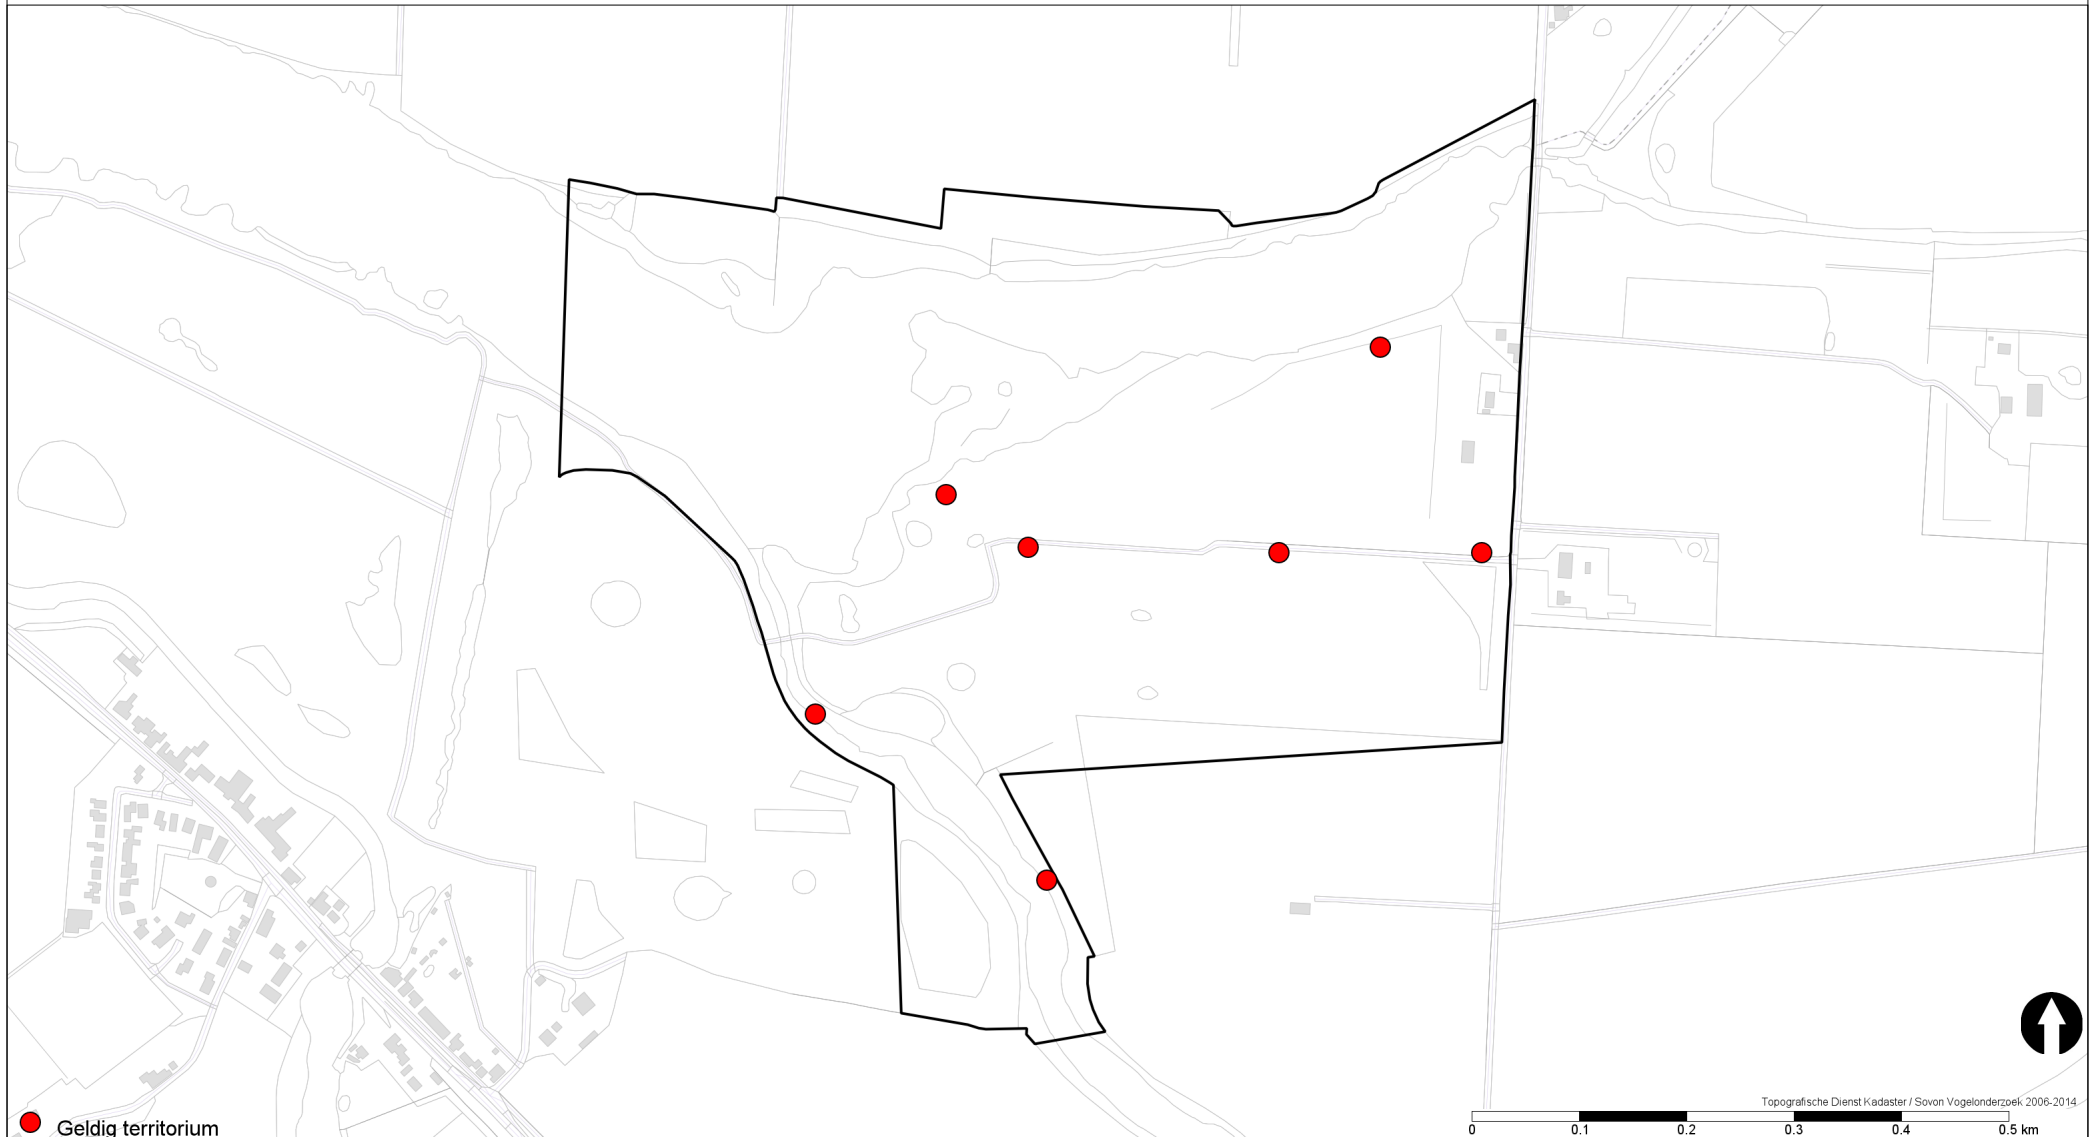 Topografische Dienst Kadaster / Sovon Vogelonderzoek 2006-2014
0 0.1 0.2 0.3 0.4 0.5 km
Geldig territorium